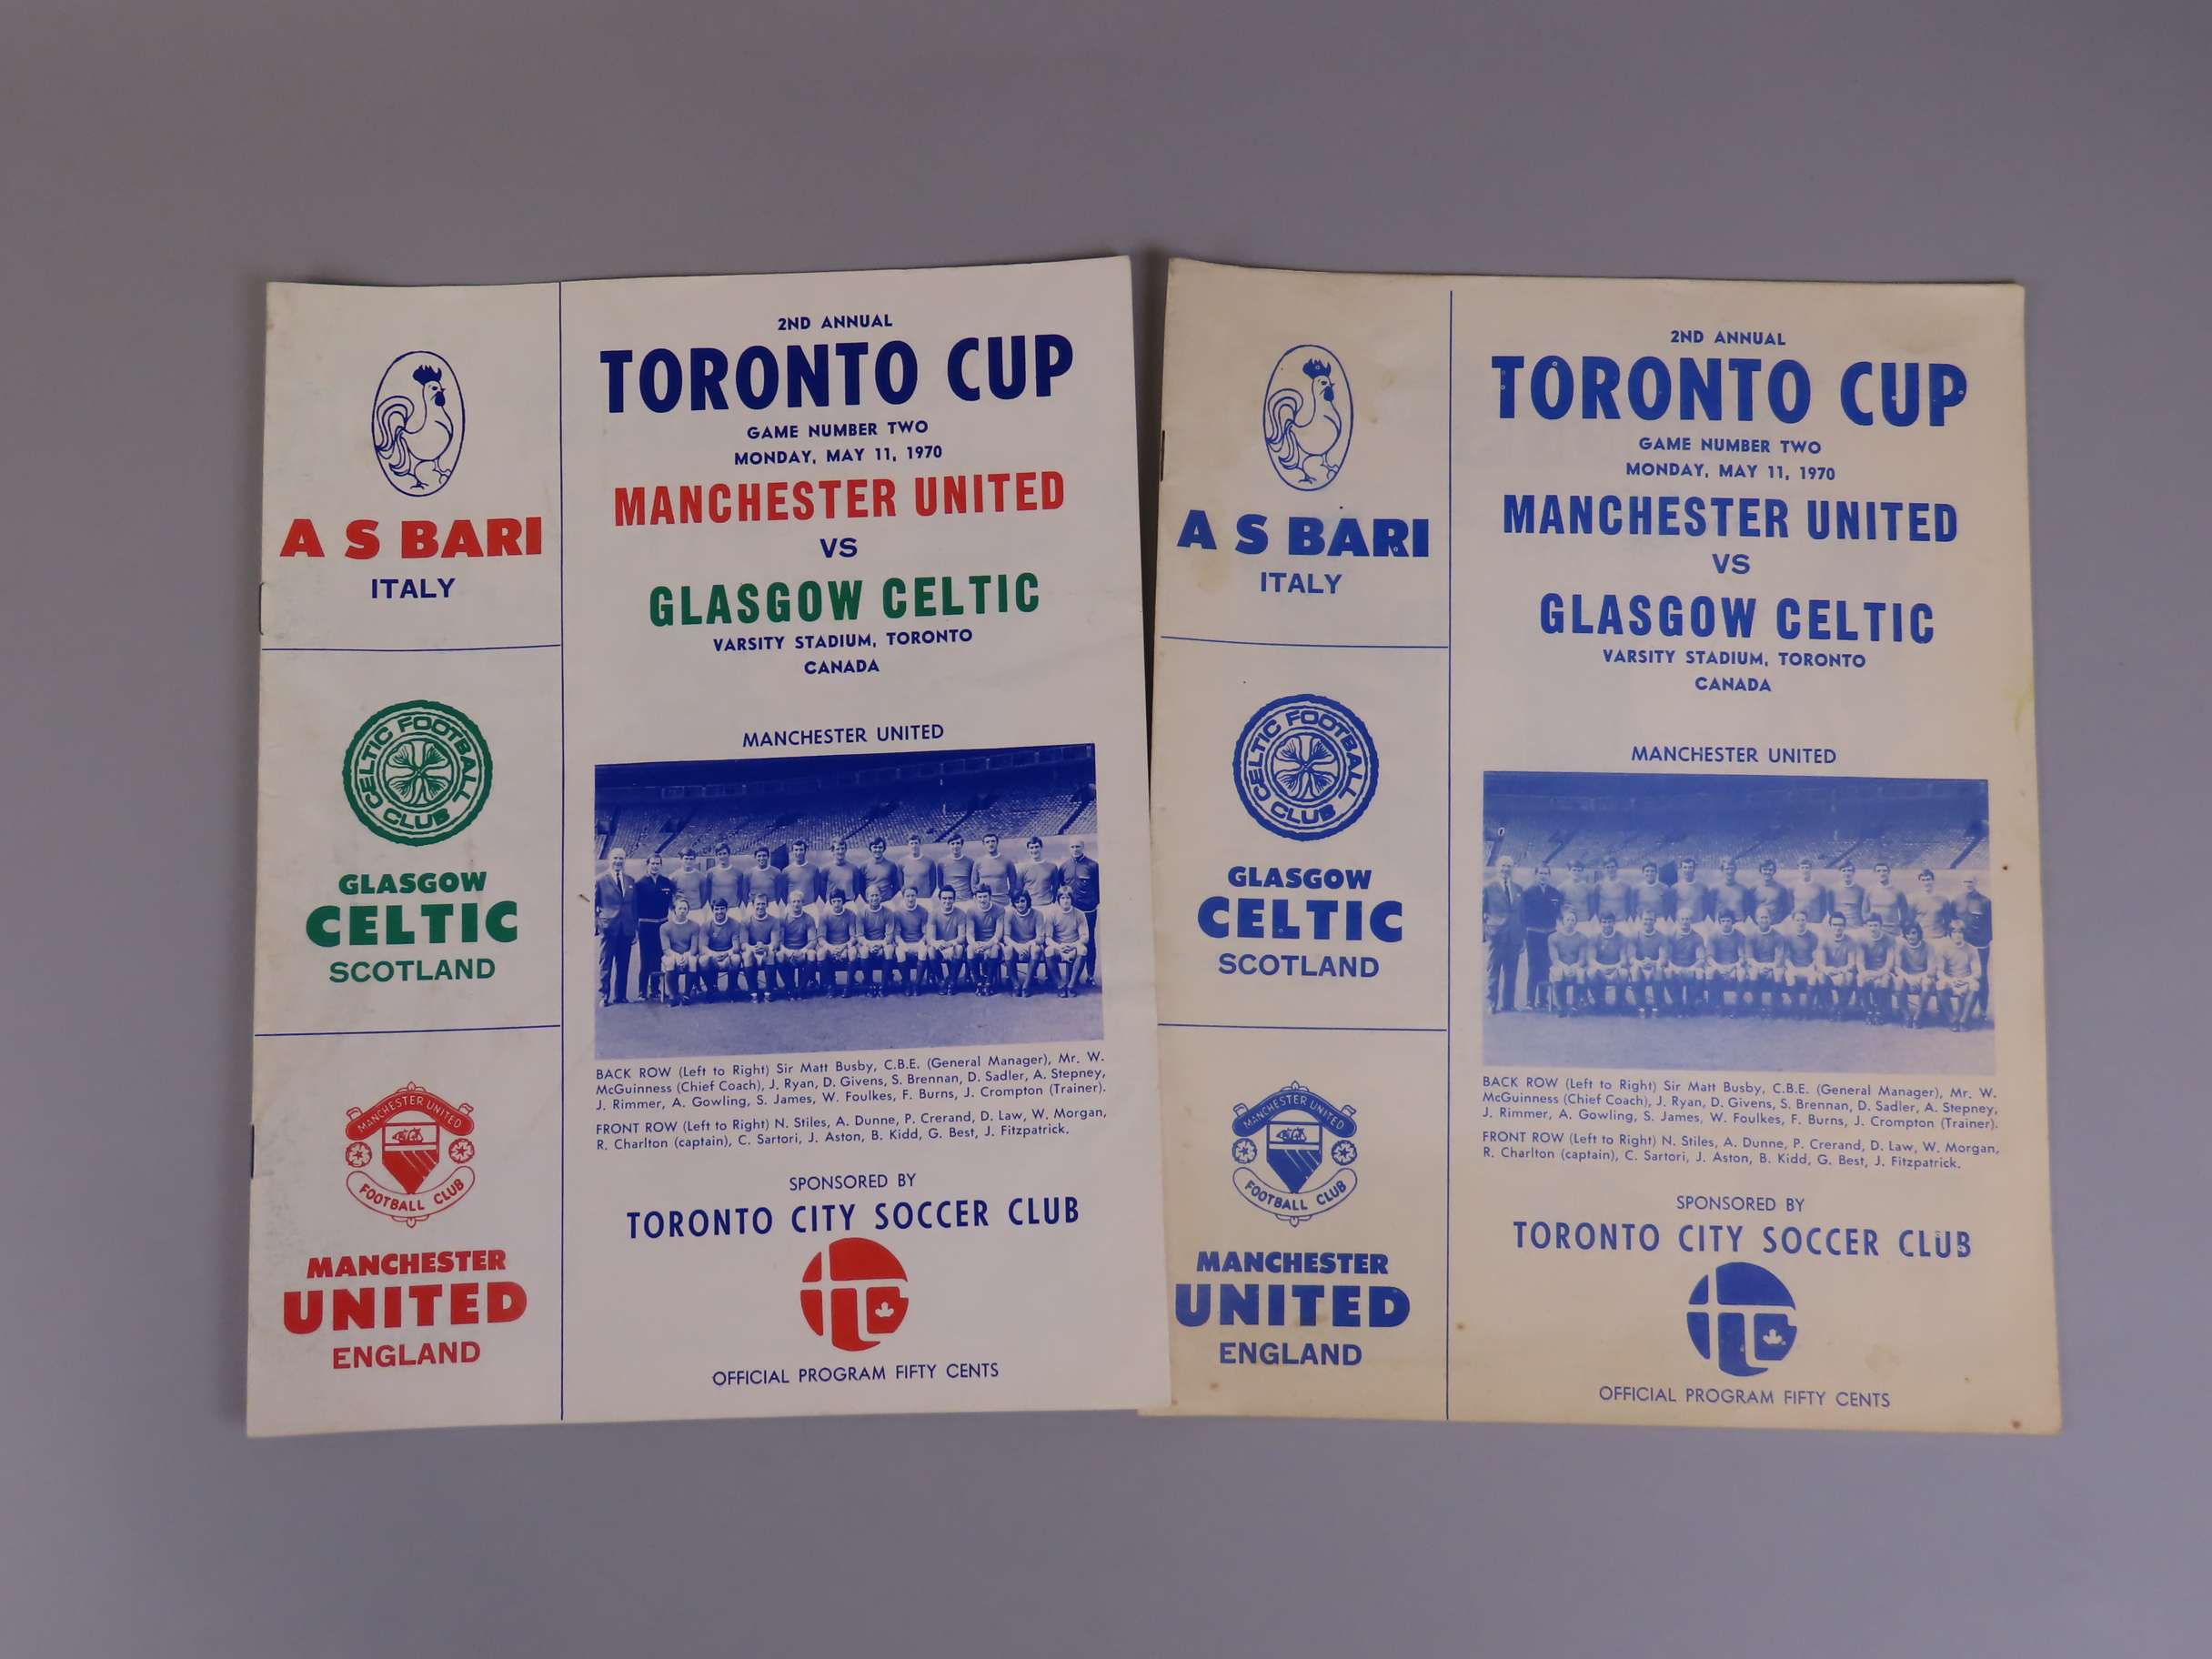 A S BARI
ITALY
CELTIC FOOTBALL CLUB
GLASGOW
CELTIC
SCOTLAND
MANCHESTER UNITED
FOOTBALL CLUB
MANCHESTER
UNITED
ENGLAND
2ND ANNUAL
TORONTO CUP
GAME NUMBER TWO
MONDAY, MAY 11, 1970
MANCHESTER UNITED
VS
GLASGOW CELTIC
VARSITY STADIUM, TORONTO
CANADA
MANCHESTER UNITED
BACK ROW (Left to Right) Sir Matt Busby, C.B.E. (General Manager), Mr. W.
McGuinness (Chief Coach), J. Ryan, D. Givens, S. Brennan, D. Sadler, A. Stepney,
J. Rimmer, A. Gowling, S. James, W. Foulkes, F. Burns, J. Crompton (Trainer).
FRONT ROW (Left to Right) N. Stiles, A. Dunne, P. Crerand, D. Law, W. Morgan,
R. Charlton (captain), C. Sartori, J. Aston, B. Kidd, G. Best, J. Fitzpatrick.
SPONSORED BY
TORONTO CITY SOCCER CLUB
OFFICIAL PROGRAM FIFTY CENTS
A S BARI
ITALY
CELTIC FOOTBALL CLUB
GLASGOW
CELTIC
SCOTLAND
MANCHESTER UNITED
FOOTBALL CLUB
MANCHESTER
UNITED
ENGLAND
2ND ANNUAL
TORONTO CUP
GAME NUMBER TWO
MONDAY, MAY 11, 1970
MANCHESTER UNITED
VS
GLASGOW CELTIC
VARSITY STADIUM, TORONTO
CANADA
MANCHESTER UNITED
BACK ROW (Left to Right) Sir Matt Busby, C.B.E. (General Manager), Mr. W.
McGuinness (Chief Coach), J. Ryan, D. Givens, S. Brennan, D. Sadler, A. Stepney,
J. Rimmer, A. Gowling, S. James, W. Foulkes, F. Burns, J. Crompton (Trainer).
FRONT ROW (Left to Right) N. Stiles, A. Dunne, P. Crerand, D. Law, W. Morgan,
R. Charlton (captain), C. Sartori, J. Aston, B. Kidd, G. Best, J. Fitzpatrick.
SPONSORED BY
TORONTO CITY SOCCER CLUB
OFFICIAL PROGRAM FIFTY CENTS